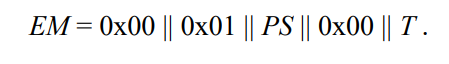 EM = 0x00 || 0x01 || PS || 0x00 || T .